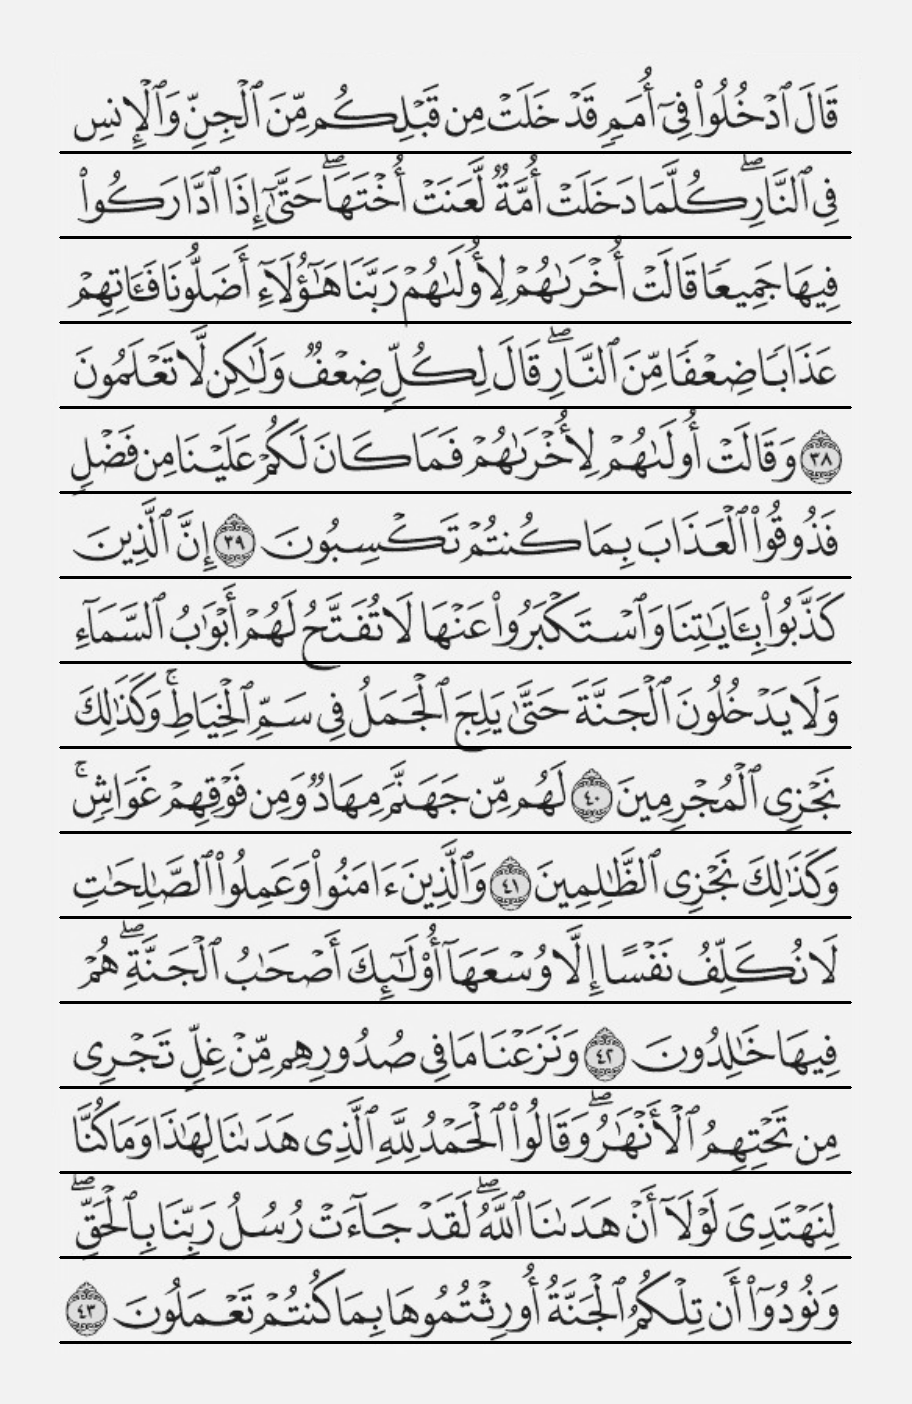 قَالَ ٱدۡخُلُواْ فِيٓ أُمَمٖ قَدۡ خَلَتۡ مِن قَبۡلِكُم مِّنَ ٱلۡجِنِّ وَٱلۡإِنسِ
فِي ٱلنَّارِۖ كُلَّمَا دَخَلَتۡ أُمَّةٞ لَّعَنَتۡ أُخۡتَهَاۖ حَتَّىٰٓ إِذَا ٱدَّارَكُواْ
فِيهَا جَمِيعٗا قَالَتۡ أُخۡرَىٰهُمۡ لِأُولَىٰهُمۡ رَبَّنَا هَٰٓؤُلَآءِ أَضَلُّونَا فَـَٔاتِهِمۡ
عَذَابٗا ضِعۡفٗا مِّنَ ٱلنَّارِۖ قَالَ لِكُلّٖ ضِعۡفٞ وَلَٰكِن لَّا تَعۡلَمُونَ
٣٨ وَقَالَتۡ أُولَىٰهُمۡ لِأُخۡرَىٰهُمۡ فَمَا كَانَ لَكُمۡ عَلَيۡنَا مِن فَضۡلٖ
فَذُوقُواْ ٱلۡعَذَابَ بِمَا كُنتُمۡ تَكۡسِبُونَ ٣٩ إِنَّ ٱلَّذِينَ
كَذَّبُواْ بِـَٔايَٰتِنَا وَٱسۡتَكۡبَرُواْ عَنۡهَا لَا تُفَتَّحُ لَهُمۡ أَبۡوَٰبُ ٱلسَّمَآءِ
وَلَا يَدۡخُلُونَ ٱلۡجَنَّةَ حَتَّىٰ يَلِجَ ٱلۡجَمَلُ فِي سَمِّ ٱلۡخِيَاطِۚ وَكَذَٰلِكَ
نَجۡزِي ٱلۡمُجۡرِمِينَ ٤٠ لَهُم مِّن جَهَنَّمَ مِهَادٞ وَمِن فَوۡقِهِمۡ غَوَاشٖۚ
وَكَذَٰلِكَ نَجۡزِي ٱلظَّٰلِمِينَ ٤١ وَٱلَّذِينَ ءَامَنُواْ وَعَمِلُواْ ٱلصَّٰلِحَٰتِ
لَا نُكَلِّفُ نَفۡسًا إِلَّا وُسۡعَهَآ أُوْلَٰٓئِكَ أَصۡحَٰبُ ٱلۡجَنَّةِۖ هُمۡ
فِيهَا خَٰلِدُونَ ٤٢ وَنَزَعۡنَا مَا فِي صُدُورِهِم مِّنۡ غِلّٖ تَجۡرِي
مِن تَحۡتِهِمُ ٱلۡأَنۡهَٰرُۖ وَقَالُواْ ٱلۡحَمۡدُ لِلَّهِ ٱلَّذِي هَدَىٰنَا لِهَٰذَا وَمَا كُنَّا
لِنَهۡتَدِيَ لَوۡلَآ أَنۡ هَدَىٰنَا ٱللَّهُۖ لَقَدۡ جَآءَتۡ رُسُلُ رَبِّنَا بِٱلۡحَقِّۖ
وَنُودُوٓاْ أَن تِلۡكُمُ ٱلۡجَنَّةُ أُورِثۡتُمُوهَا بِمَا كُنتُمۡ تَعۡمَلُونَ ٤٣